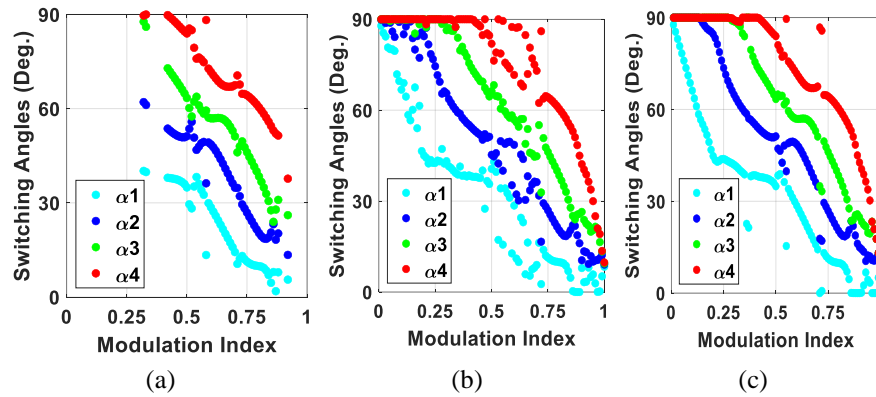 Switching Angles (Deg.)
90
60
30
0
α1
α2
α3
α4
0 0.25 0.5 0.75 1
Modulation Index
(a)
Switching Angles (Deg.)
90
60
30
0
α1
α2
α3
α4
0 0.25 0.5 0.75 1
Modulation Index
(b)
Switching Angles (Deg.)
90
60
30
0
α1
α2
α3
α4
0 0.25 0.5 0.75
Modulation Index
(c)